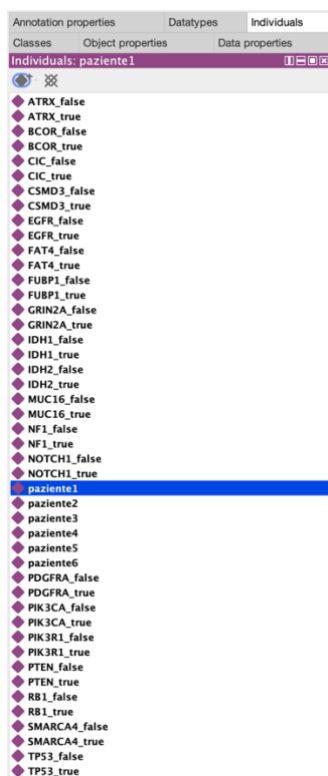 Annotation properties Datatypes Individuals
Classes Object properties Data properties
Individuals: paziente1
ATRX_false
ATRX_true
BCOR_false
BCOR_true
CIC_false
CIC_true
CSMD3_false
CSMD3_true
EGFR_false
EGFR_true
FAT4_false
FAT4_true
FUBP1_false
FUBP1_true
GRIN2A_false
GRIN2A_true
IDH1_false
IDH1_true
IDH2_false
IDH2_true
MUC16_false
MUC16_true
NF1_false
NF1_true
NOTCH1_false
NOTCH1_true
paziente1
paziente2
paziente3
paziente4
paziente5
paziente6
PDGFRA_false
PDGFRA_true
PIK3CA_false
PIK3CA_true
PIK3R1_false
PIK3R1_true
PTEN_false
PTEN_true
RB1_false
RB1_true
SMARCA4_false
SMARCA4_true
TP53_false
TP53_true